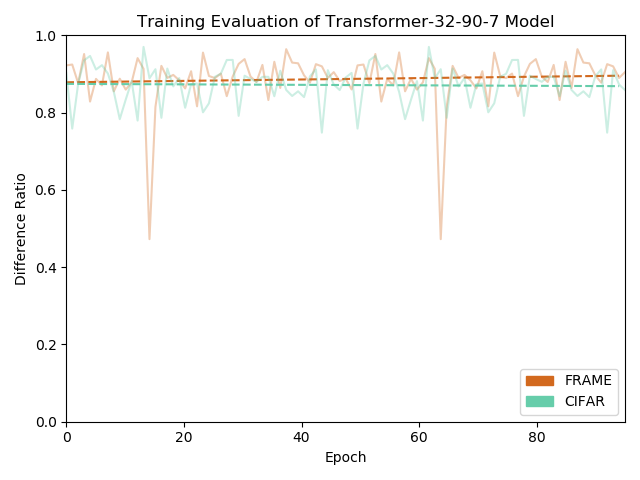 Training Evaluation of Transformer-32-90-7 Model
1.0
0.8
0.6
0.4
0.2
0.0
Difference Ratio
0 20 40 60 80
Epoch
FRAME
CIFAR